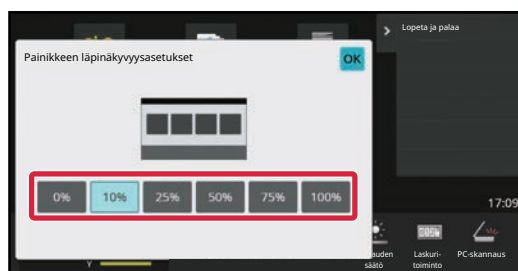 Lopeta ja palaa
Painikkeen läpinäkyvyysasetukset
OK
0%
10%
25%
50%
75%
100%
17:09
säätö
Laskuri-
toiminto
PC-skannaus
Y